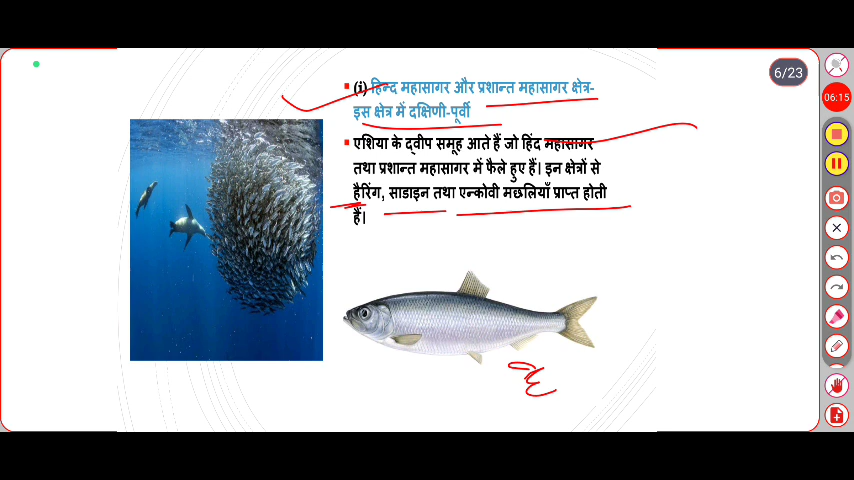 (i) हिन्द महासागर और प्रशान्त महासागर क्षेत्र-
इस क्षेत्र में दक्षिणी-पूर्वी
एशिया के द्वीप समूह आते हैं जो हिंद महासागर
तथा प्रशान्त महासागर में फैले हुए हैं। इन क्षेत्रों से
हैरिंग, साडाइन तथा एन्कोवी मछलियाँ प्राप्त होती
हैं।
6/23
06:15